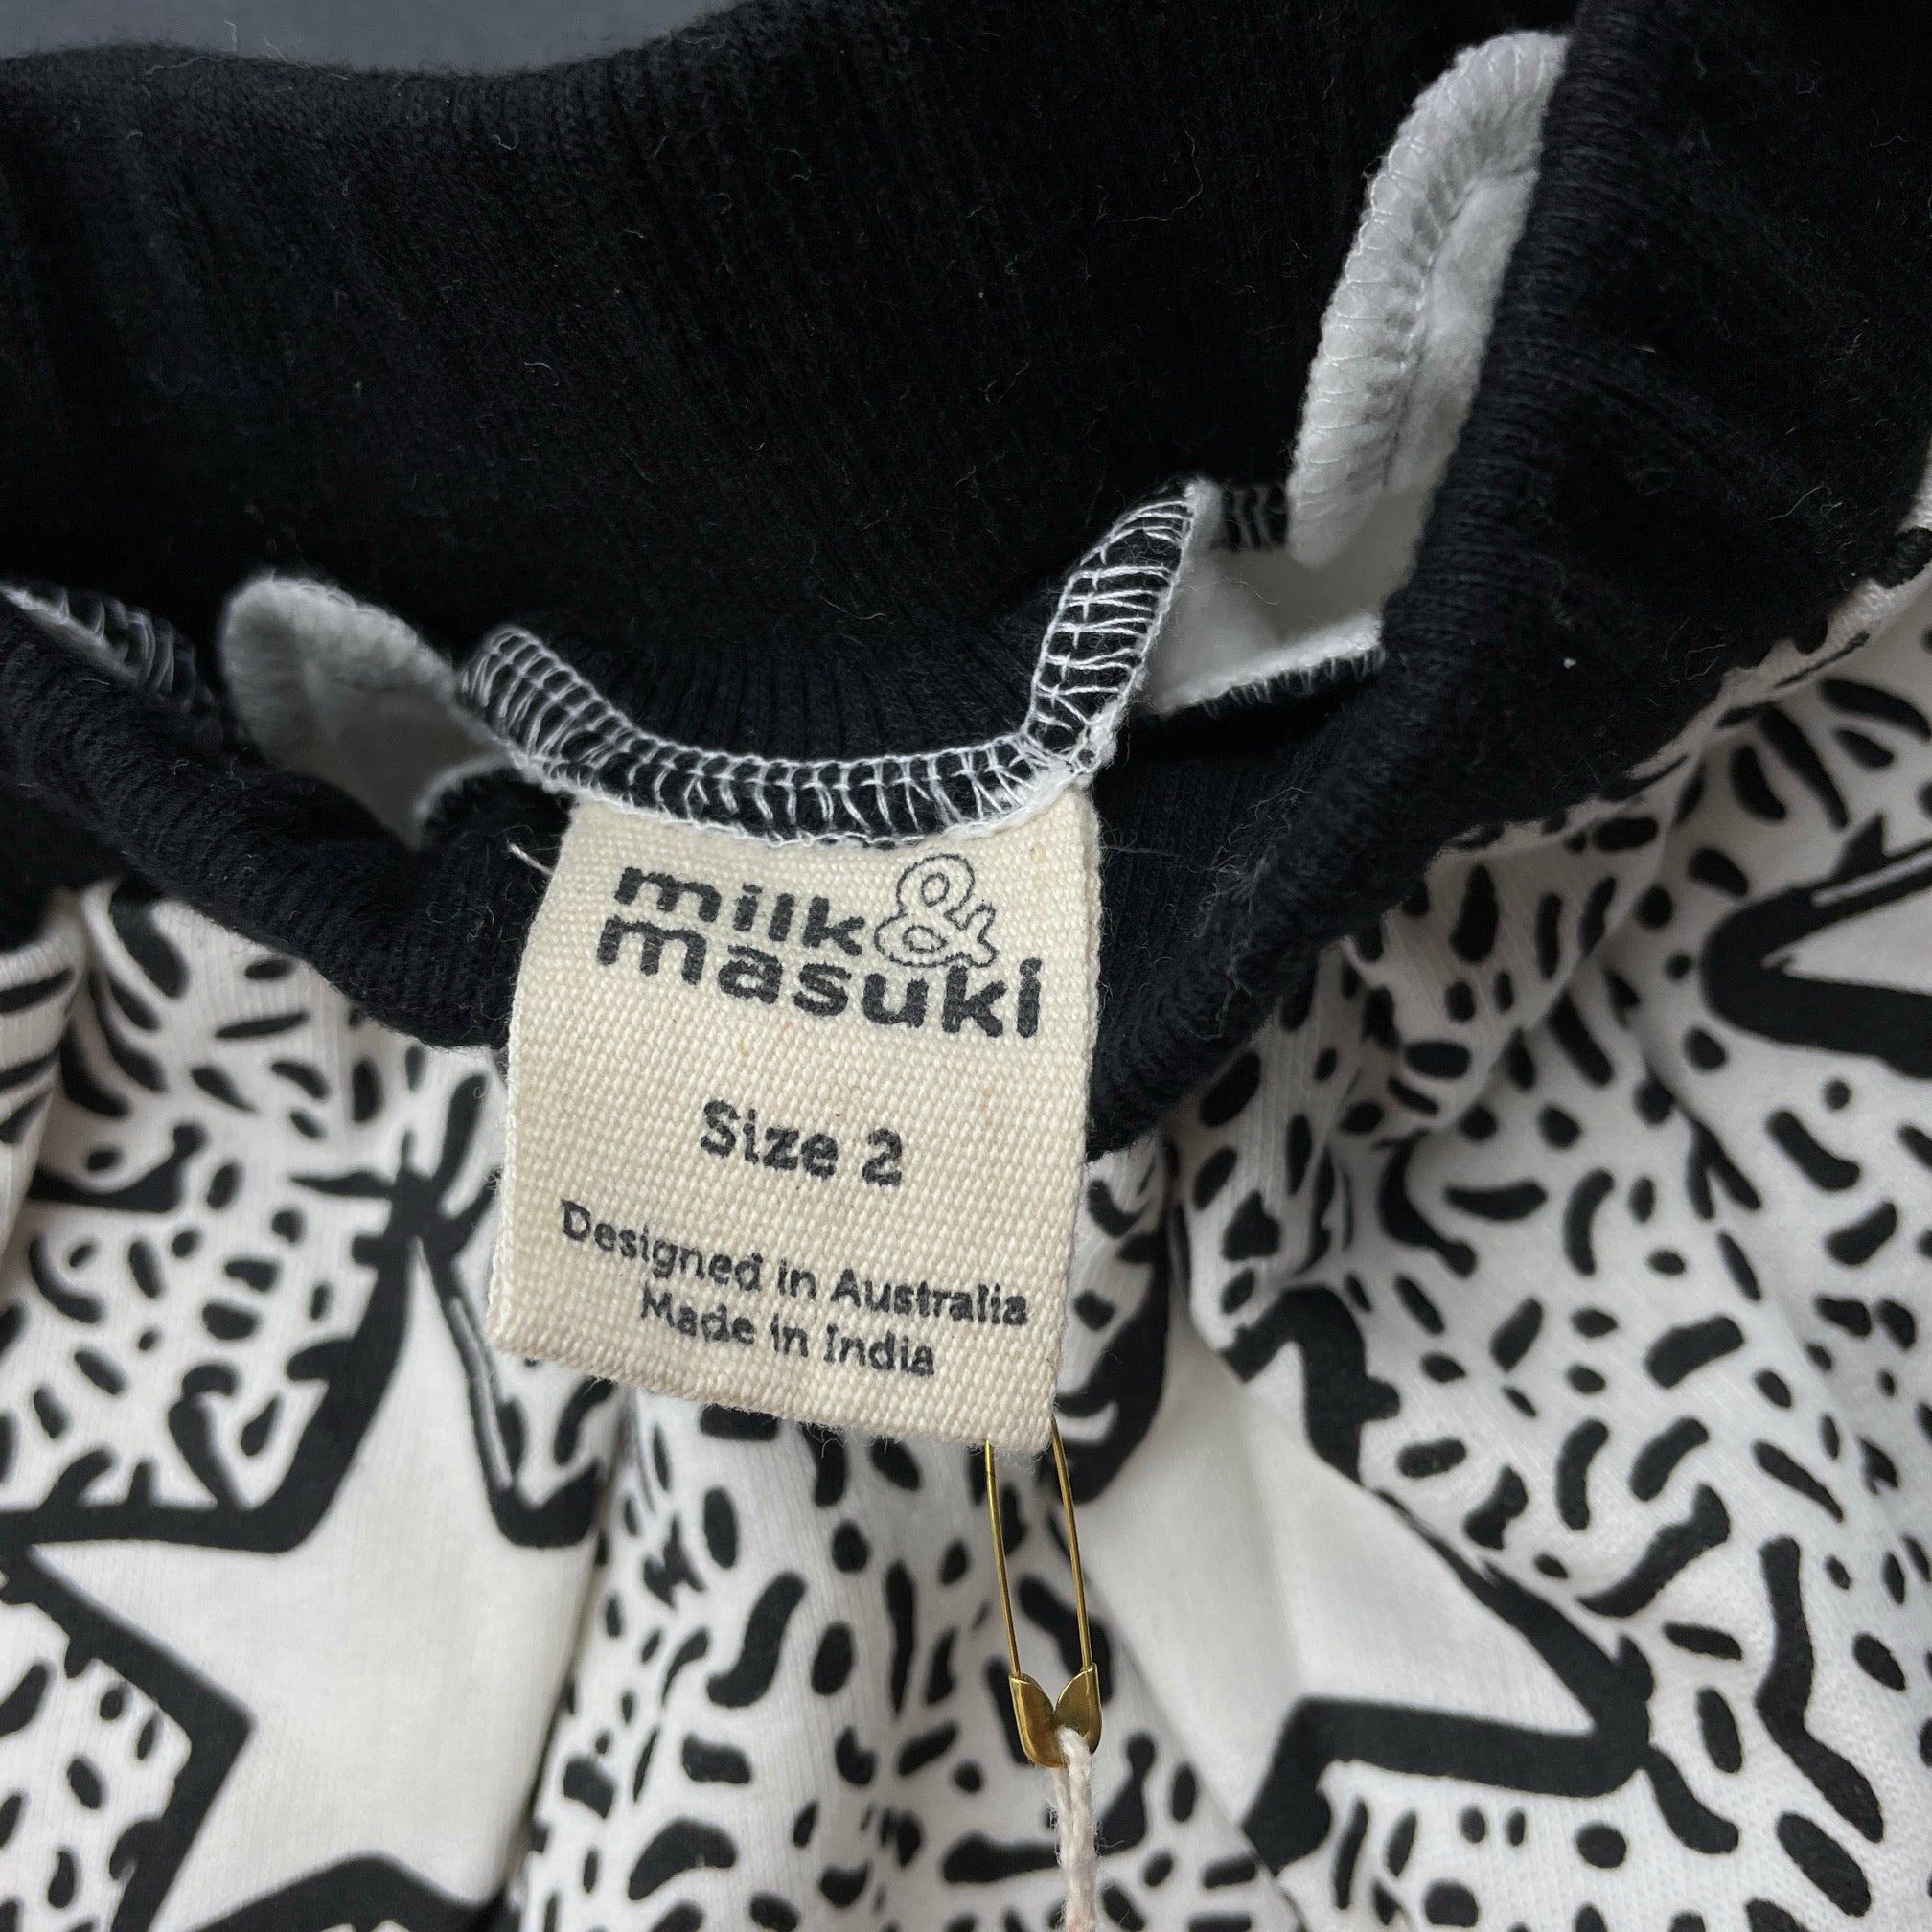 milk &
masuki
Size 2
Designed in Australia
Made in India